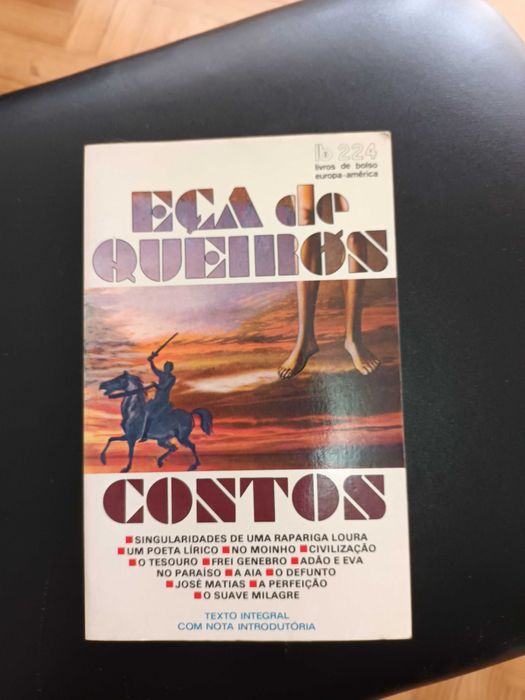 lb 224
livros de bolso
europa-américa
EÇA de
QUEIRÓS
CONTOS
■ SINGULARIDADES DE UMA RAPARIGA LOURA
■ UM POETA LÍRICO ■ NO MOINHO ■ CIVILIZAÇÃO
■ O TESOURO ■ FREI GENEBRO ■ ADÃO E EVA
NO PARAÍSO ■ A AIA ■ O DEFUNTO
■ JOSÉ MATIAS ■ A PERFEIÇÃO
■ O SUAVE MILAGRE
TEXTO INTEGRAL
COM NOTA INTRODUTÓRIA